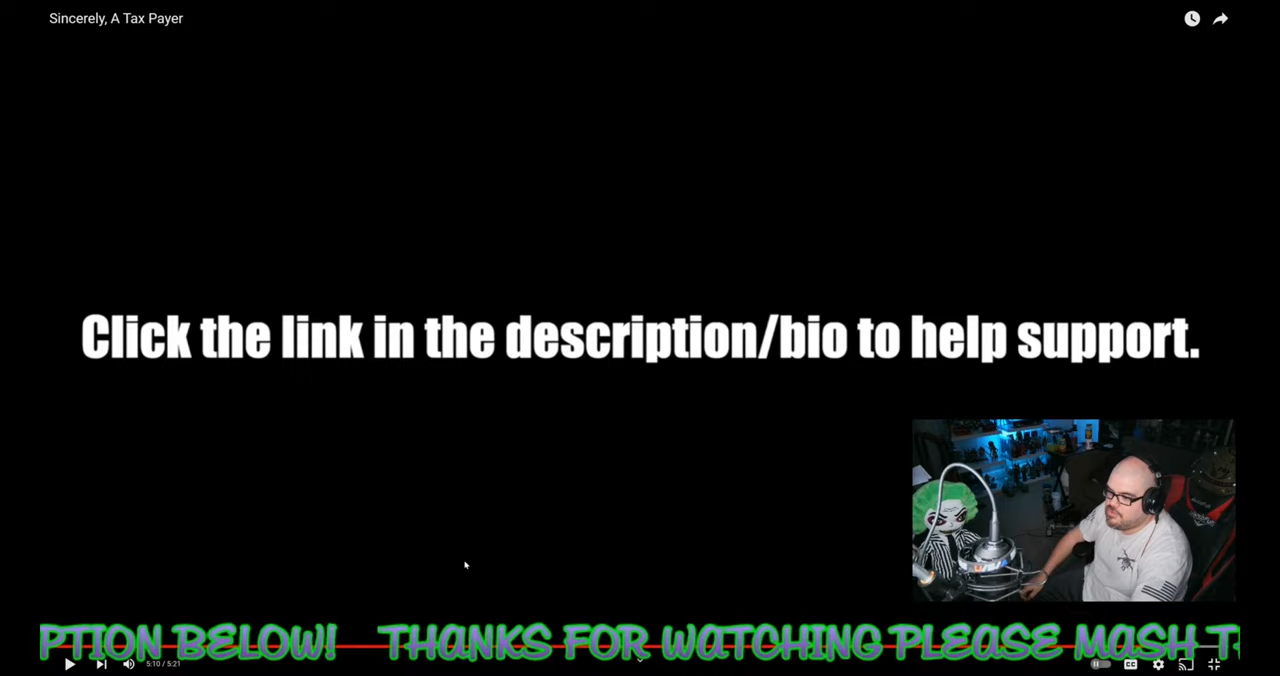 Sincerely, A Tax Payer
Click the link in the description/bio to help support.
PTION BELOW! THANKS FOR WATCHING PLEASE MASH T
5:10 / 5:21
CC